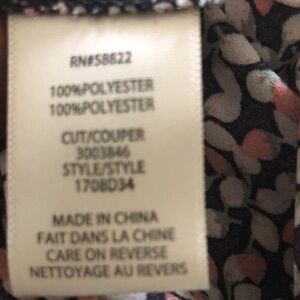 RN#58822
100%POLYESTER
100%POLYESTER
CUT/COUPER
3003846
STYLE/STYLE
1708D34
MADE IN CHINA
FAIT DANS LA CHINE
CARE ON REVERSE
NETTOYAGE AU REVERS